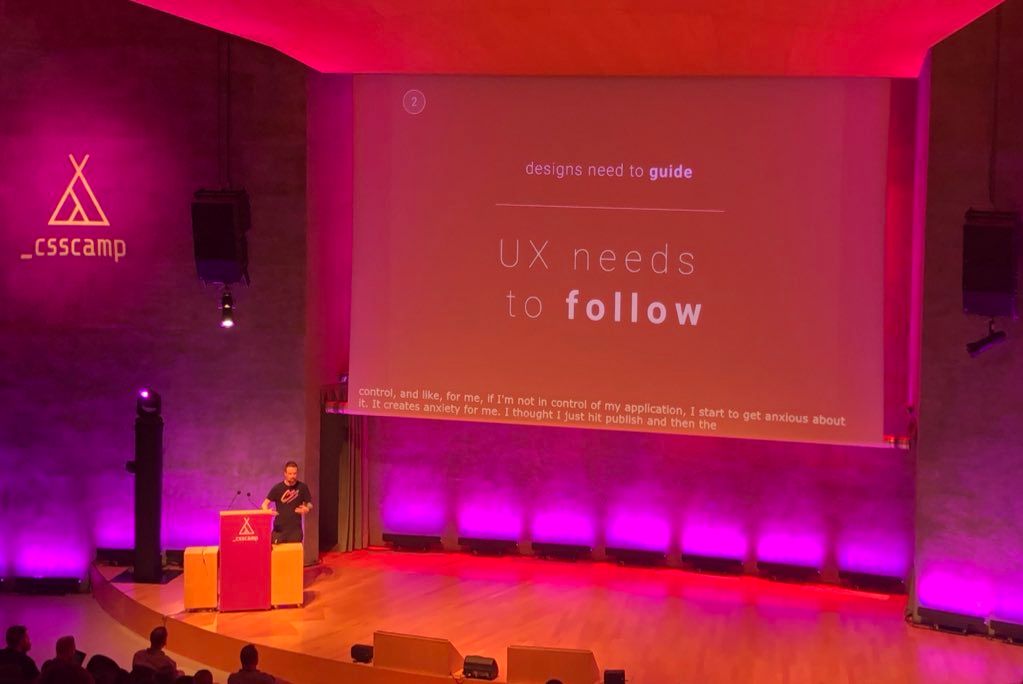 2
designs need to guide
UX needs
to follow
control, and like, for me, if I'm not in control of my application, I start to get anxious about
it. It creates anxiety for me. I thought I just hit publish and then the
_csscamp
_csscamp